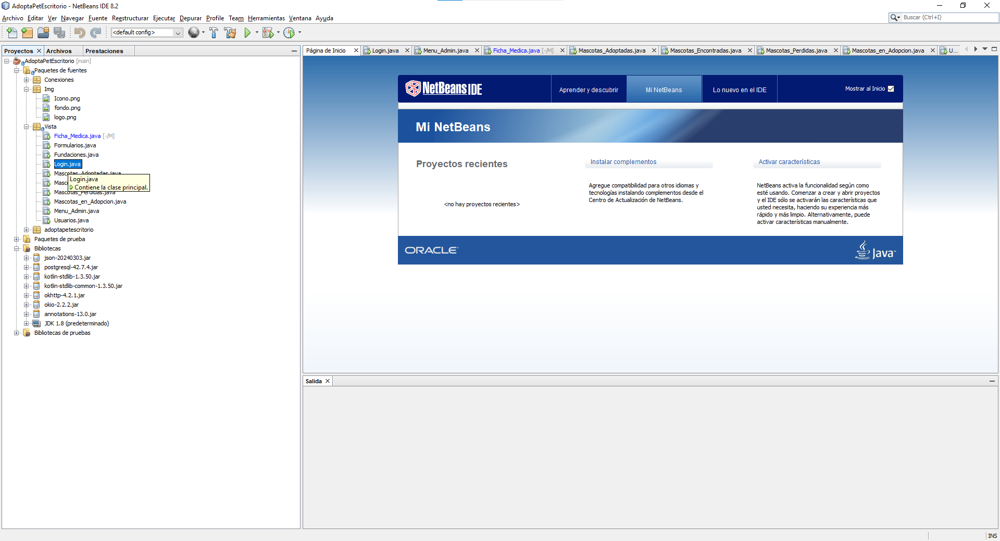 AdoptaPetEscritorio - NetBeans IDE 8.2
Archivo Editar Ver Navegar Fuente Reestructurar Ejecutar Depurar Profile Team Herramientas Ventana Ayuda
Buscar (Ctrl+I)
<default config>
Proyectos Archivos Prestaciones
Página de Inicio Login.java Menu_Admin.java Ficha_Medica.java [-/M] Mascotas_Adoptadas.java Mascotas_Encontradas.java Mascotas_Perdidas.java Mascotas_en_Adopcion.java U...
AdoptaPetEscritorio [main]
Paquetes de fuentes
Conexiones
Img
Icono.png
fondo.png
logo.png
Vista
Ficha_Medica.java [-/M]
Formularios.java
Fundaciones.java
Login.java
Mascotas_Adoptadas.java
Login.java
Contiene la clase principal.
Masco
Mascotas_Perdidas.java
Mascotas_en_Adopcion.java
Menu_Admin.java
Usuarios.java
adoptapetescritorio
Paquetes de prueba
Bibliotecas
json-20240303.jar
postgresql-42.7.4.jar
kotlin-stdlib-1.3.50.jar
kotlin-stdlib-common-1.3.50.jar
okhttp-4.2.1.jar
okio-2.2.2.jar
annotations-13.0.jar
JDK 1.8 (predeterminado)
Bibliotecas de pruebas
NetBeans IDE
Aprender y descubrir
Mi NetBeans
Lo nuevo en el IDE
Mostrar al Inicio
Mi NetBeans
Proyectos recientes
<no hay proyectos recientes>
Instalar complementos
Agregue compatibilidad para otros idiomas y
tecnologías instalando complementos desde el
Centro de Actualización de NetBeans.
Activar características
NetBeans activa la funcionalidad según como
esté usando. Comenzar a crear y abrir proyectos
y el IDE sólo se activarán las características que
usted necesita, haciendo su experiencia más
rápido y más limpio. Alternativamente, puede
activar características manualmente.
ORACLE
Java™
Salida
INS